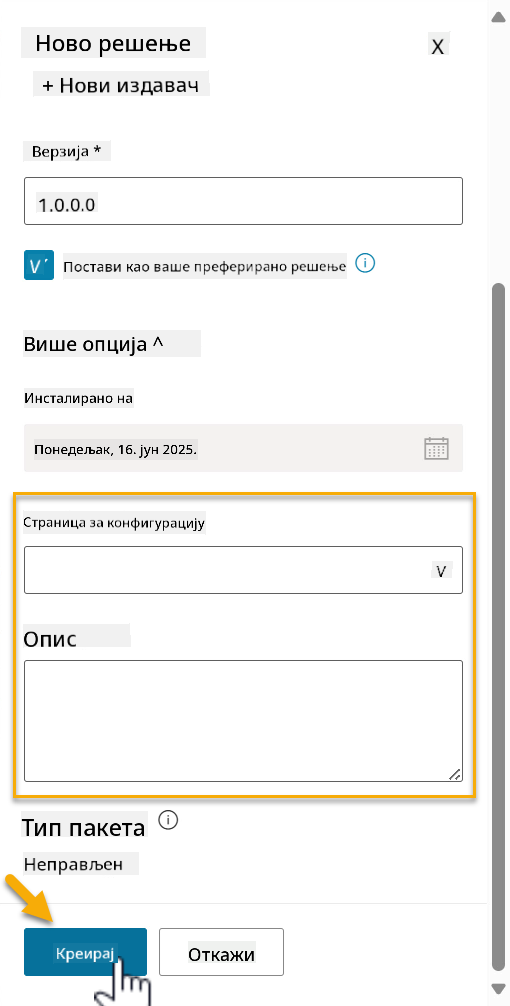 Ново решење
X
+ Нови издавач
Верзија *
1.0.0.0
V Постави као ваше преферирано решење
Више опција ^
Инсталирано на
Понедељак, 16. јун 2025.
Страница за конфигурацију
V
Опис
Тип пакета
Неправљен
Креирај
Откажи